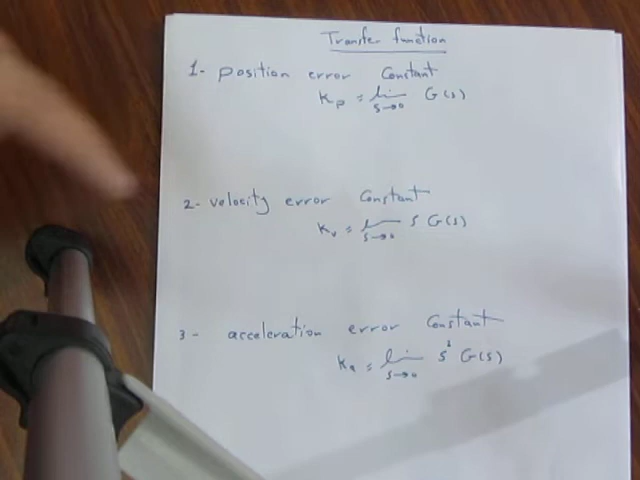 Transfe function
1- position error Constant
Kp = lim s→0 G(s)
2- velocity error Constant
Kv = lim s→0 s G(s)
3- acceleration error Constant
Ka = lim s→0 s² G(s)